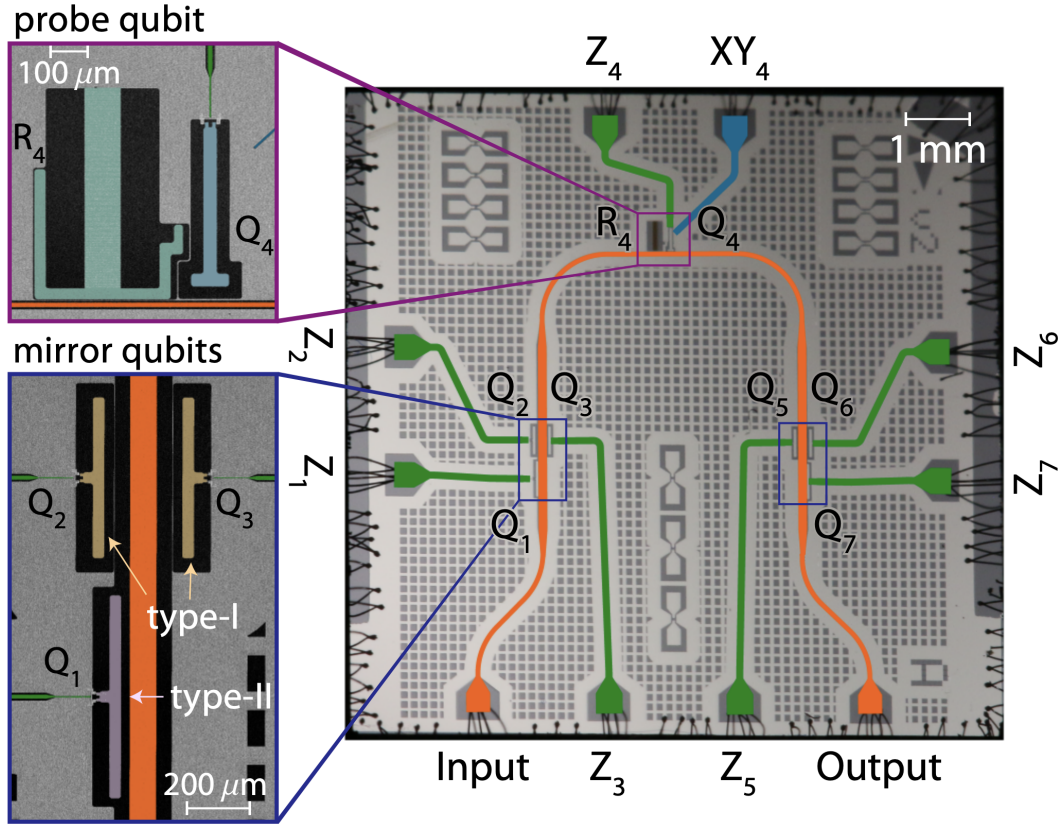 probe qubit
100 μm
R4
Q4
Z4
XY4
1 mm
R4
Q4
mirror qubits
Z2
Z6
Q2
Q3
Q5
Q6
Z1
Z7
Q1
Q7
Q2
Q3
type-I
Q1
type-II
200 μm
Input
Z3
Z5
Output